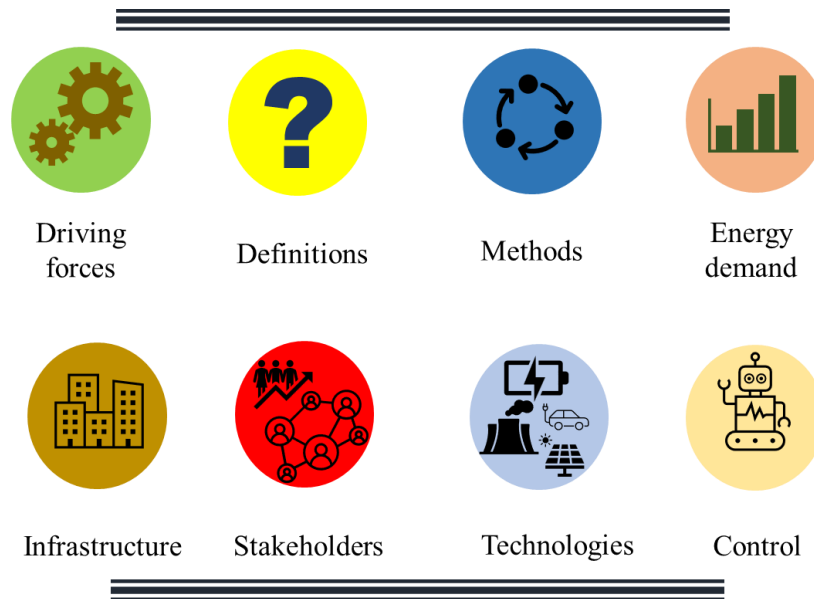 Driving
forces
Definitions
Methods
Energy
demand
Infrastructure
Stakeholders
Technologies
Control